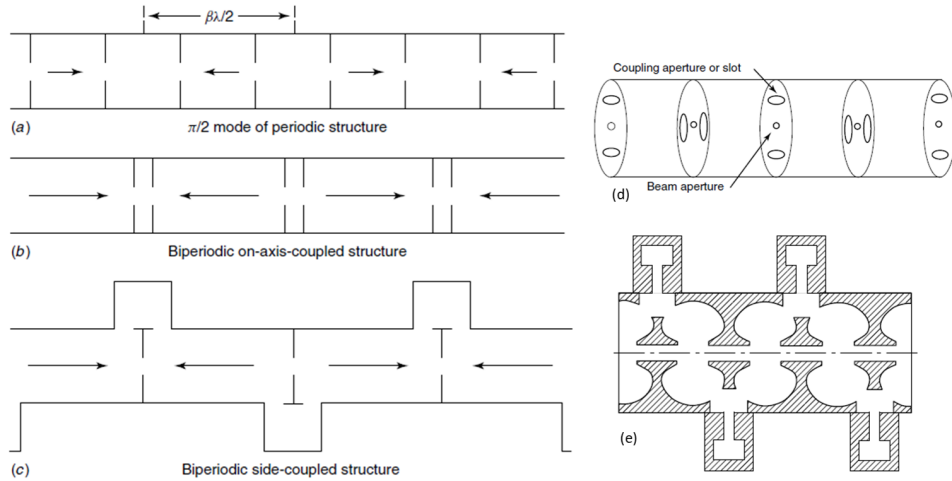 βλ/2
(a)
π/2 mode of periodic structure
(b)
Biperiodic on-axis-coupled structure
(c)
Biperiodic side-coupled structure
Coupling aperture or slot
Beam aperture
(d)
(e)